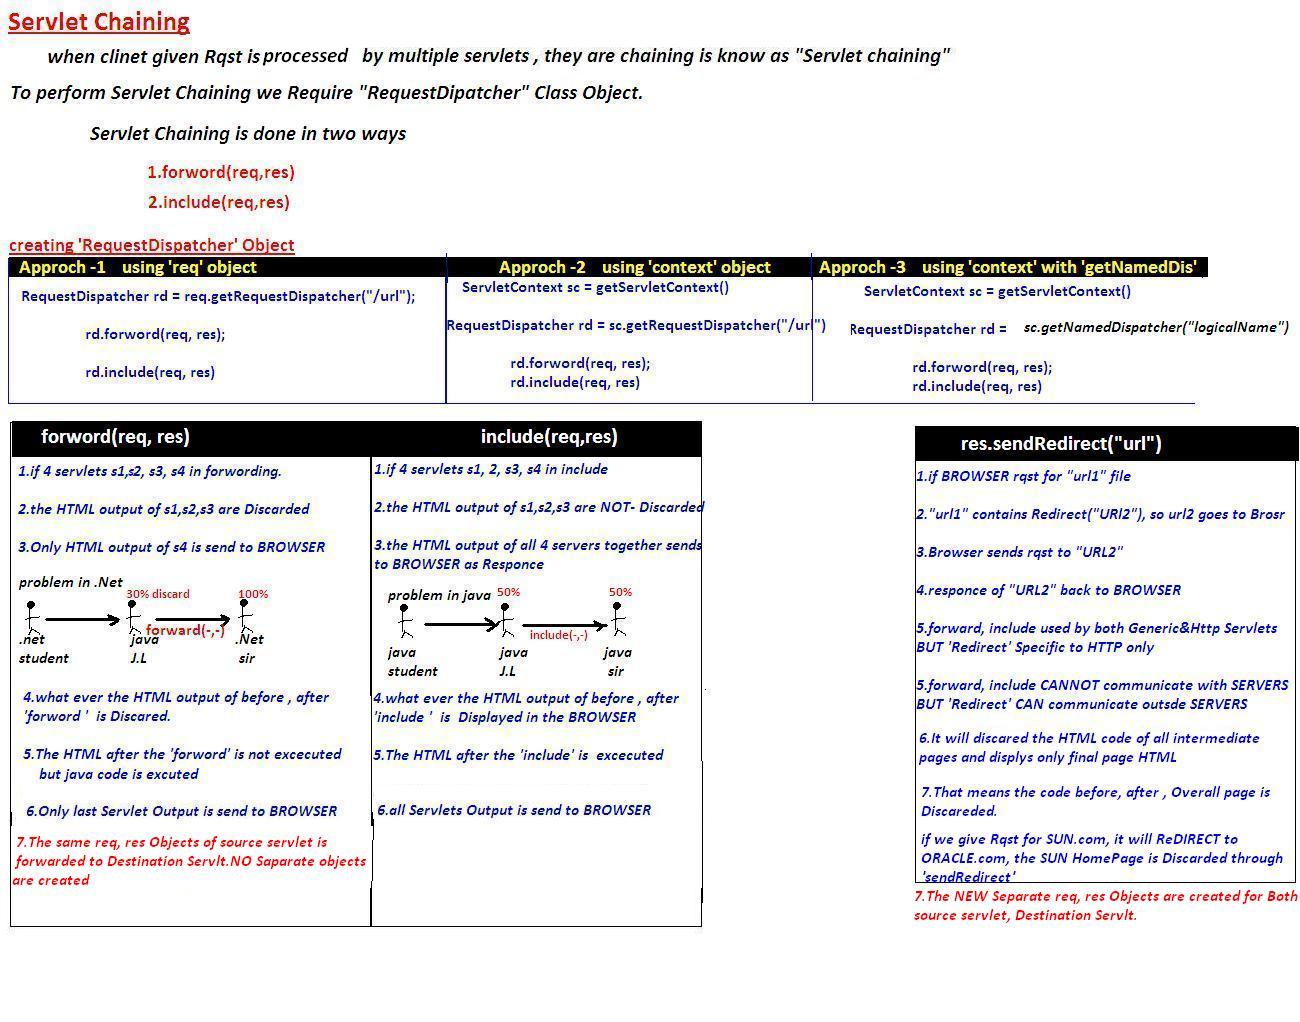 Servlet Chaining
when clinet given Rqst is processed by multiple servlets , they are chaining is know as "Servlet chaining"
To perform Servlet Chaining we Require "RequestDipatcher" Class Object.
Servlet Chaining is done in two ways
1.forword(req,res)
2.include(req,res)
creating 'RequestDispatcher' Object
Approch -1 using 'req' object
RequestDispatcher rd = req.getRequestDispatcher("/url");
rd.forword(req, res);
rd.include(req, res)
Approch -2 using 'context' object
ServletContext sc = getServletContext()
RequestDispatcher rd = sc.getRequestDispatcher("/url")
rd.forword(req, res);
rd.include(req, res)
Approch -3 using 'context' with 'getNamedDis'
ServletContext sc = getServletContext()
RequestDispatcher rd = sc.getNamedDispatcher("logicalName")
rd.forword(req, res);
rd.include(req, res)
forword(req, res)
1.if 4 servlets s1,s2, s3, s4 in forwording.
2.the HTML output of s1,s2,s3 are Discarded
3.Only HTML output of s4 is send to BROWSER
problem in .Net
30% discard
100%
forward(-,-)
.net
student
java
J.L
.Net
sir
4.what ever the HTML output of before , after
'forword ' is Discared.
5.The HTML after the 'forword' is not excecuted
but java code is excuted
6.Only last Servlet Output is send to BROWSER
7.The same req, res Objects of source servlet is
forwarded to Destination Servlt.NO Saparate objects
are created
include(req,res)
1.if 4 servlets s1, 2, s3, s4 in include
2.the HTML output of s1,s2,s3 are NOT- Discarded
3.the HTML output of all 4 servers together sends
to BROWSER as Responce
problem in java
50%
50%
include(-,-)
java
student
java
J.L
java
sir
4.what ever the HTML output of before , after
'include ' is Displayed in the BROWSER
5.The HTML after the 'include' is excecuted
6.all Servlets Output is send to BROWSER
res.sendRedirect("url")
1.if BROWSER rqst for "url1" file
2."url1" contains Redirect("URl2"), so url2 goes to Brosr
3.Browser sends rqst to "URL2"
4.responce of "URL2" back to BROWSER
5.forward, include used by both Generic&Http Servlets
BUT 'Redirect' Specific to HTTP only
5.forward, include CANNOT communicate with SERVERS
BUT 'Redirect' CAN communicate outsde SERVERS
6.It will discared the HTML code of all intermediate
pages and displys only final page HTML
7.That means the code before, after , Overall page is
Discareded.
if we give Rqst for SUN.com, it will ReDIRECT to
ORACLE.com, the SUN HomePage is Discarded through
'sendRedirect'
7.The NEW Separate req, res Objects are created for Both
source servlet, Destination Servlt.